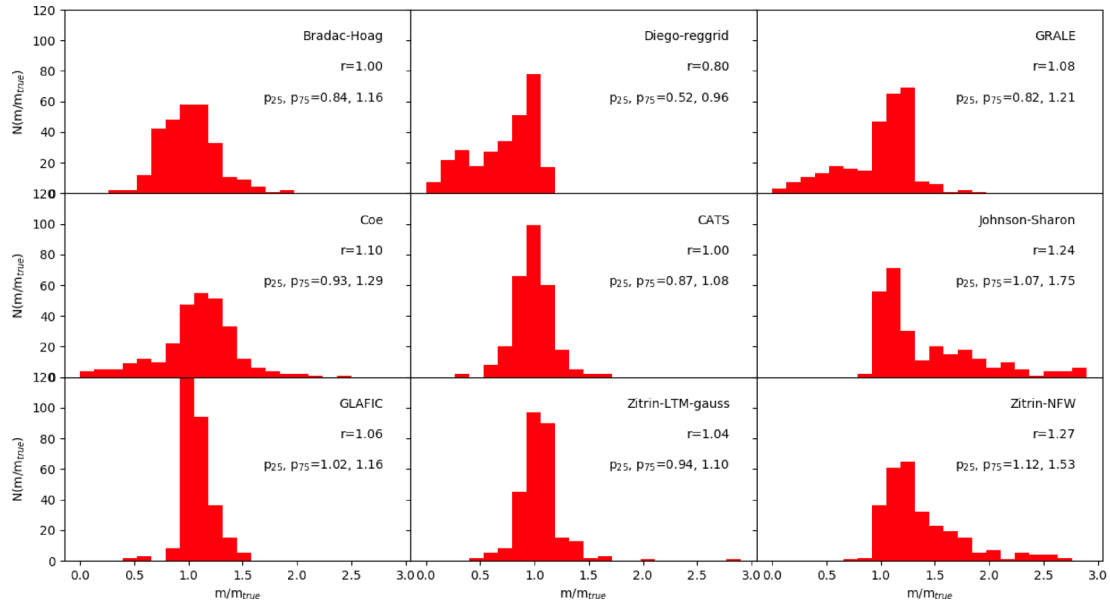 120
100
80
60
40
20
0
N(m/m_true)
Bradac-Hoag
r=1.00
p25, p75=0.84, 1.16
Diego-reggrid
r=0.80
p25, p75=0.52, 0.96
GRALE
r=1.08
p25, p75=0.82, 1.21
120
100
80
60
40
20
0
N(m/m_true)
Coe
r=1.10
p25, p75=0.93, 1.29
CATS
r=1.00
p25, p75=0.87, 1.08
Johnson-Sharon
r=1.24
p25, p75=1.07, 1.75
120
100
80
60
40
20
0
N(m/m_true)
GLAFIC
r=1.06
p25, p75=1.02, 1.16
Zitrin-LTM-gauss
r=1.04
p25, p75=0.94, 1.10
Zitrin-NFW
r=1.27
p25, p75=1.12, 1.53
0.0 0.5 1.0 1.5 2.0 2.5 3.0
0.0 0.5 1.0 1.5 2.0 2.5 3.0
0.0 0.5 1.0 1.5 2.0 2.5 3.0
m/m_true
m/m_true
m/m_true